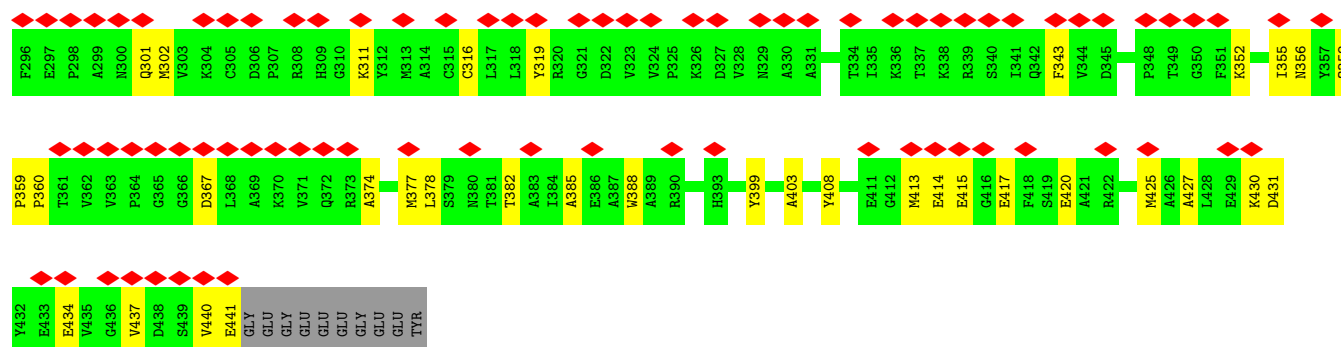 F296 E297 P298 A299 N300 Q301 M302 V303 K304 C305 D306 P307 R308 H309 G310 K311 Y312 M313 A314 C315 C316 L317 L318 Y319 R320 G321 D322 V323 V324 P325 K326 D327 V328 N329 A330 A331 T334 I335 K336 T337 K338 R339 S340 I341 Q342 F343 V344 D345 P348 T349 G350 F351 K352 I355 N356 Y357
P359 P360 T361 V362 V363 P364 G365 G366 D367 L368 A369 K370 V371 Q372 R373 A374 M377 L378 S379 N380 T381 T382 A383 I384 A385 E386 A387 W388 A389 R390 H393 Y399 A403 Y408 E411 G412 M413 E414 E415 G416 E417 F418 S419 E420 A421 R422 M425 A426 A427 L428 E429 K430 D431
Y432 E433 E434 V435 G436 V437 D438 S439 V440 E441 GLY GLU GLY GLU GLU GLU GLY GLU GLU TYR